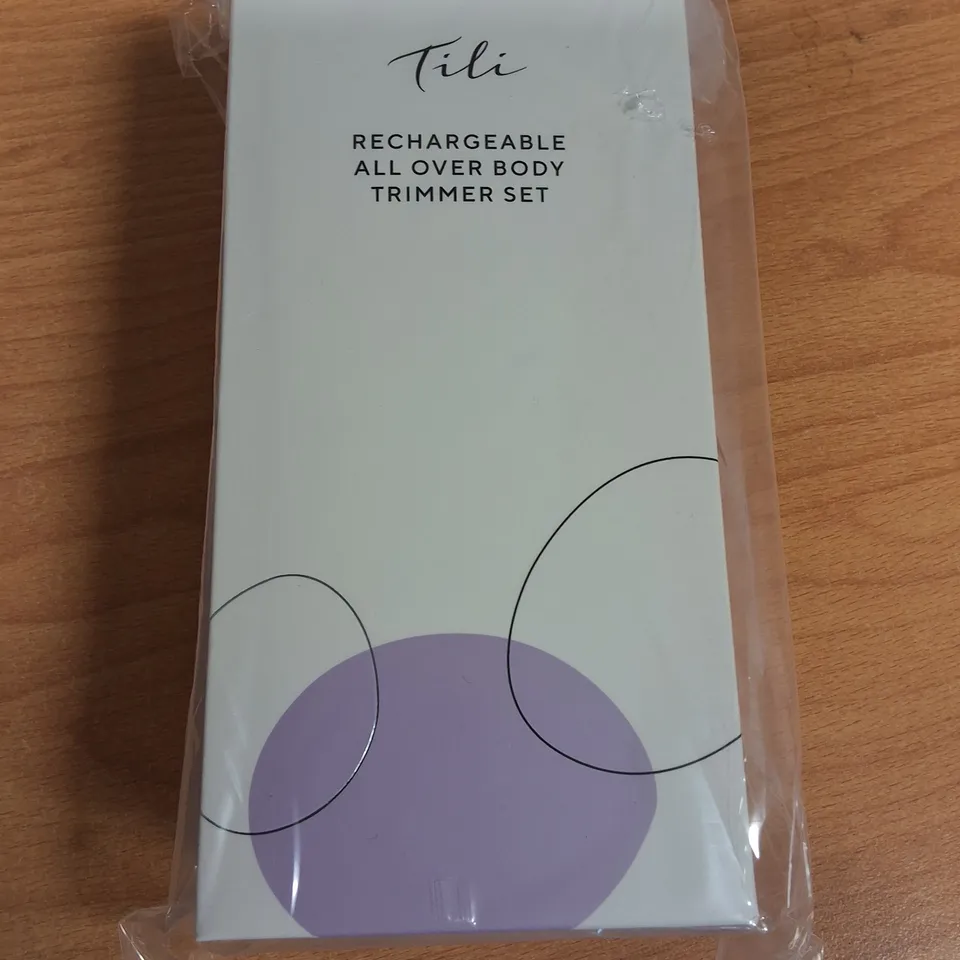 Tili
RECHARGEABLE
ALL OVER BODY
TRIMMER SET